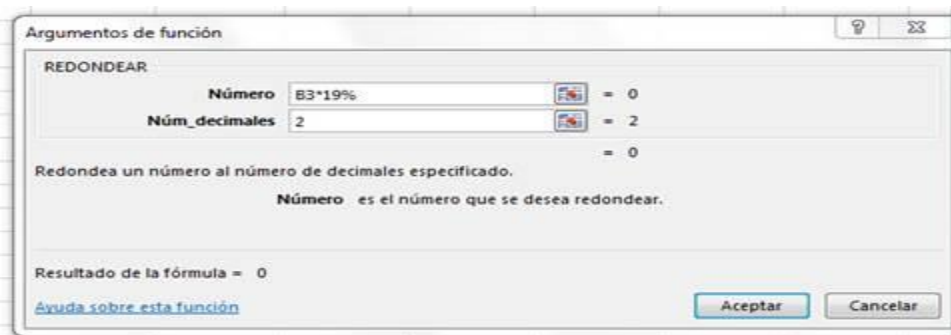 Argumentos de función
REDONDEAR
Número B3*19% = 0
Núm_decimales 2 = 2
= 0
Redondea un número al número de decimales especificado.
Número es el número que se desea redondear.
Resultado de la fórmula = 0
Ayuda sobre esta función
Aceptar Cancelar